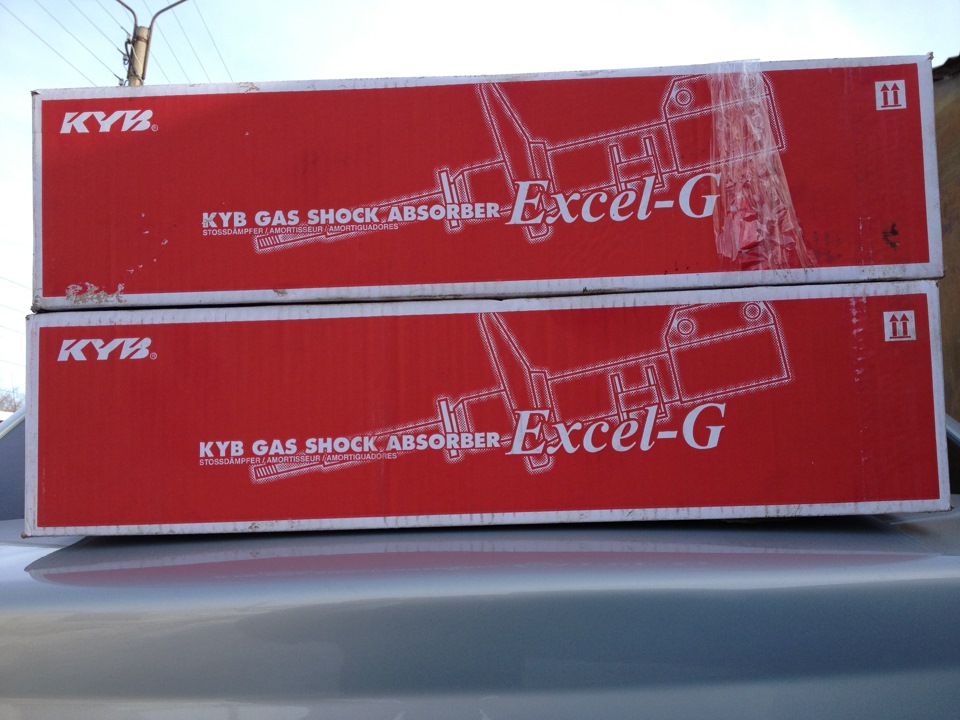 KYB®
KYB GAS SHOCK ABSORBER Excel-G
STOSSDÄMPFER / AMORTISSEUR / AMORTIGUADORES
KYB®
KYB GAS SHOCK ABSORBER Excel-G
STOSSDÄMPFER / AMORTISSEUR / AMORTIGUADORES